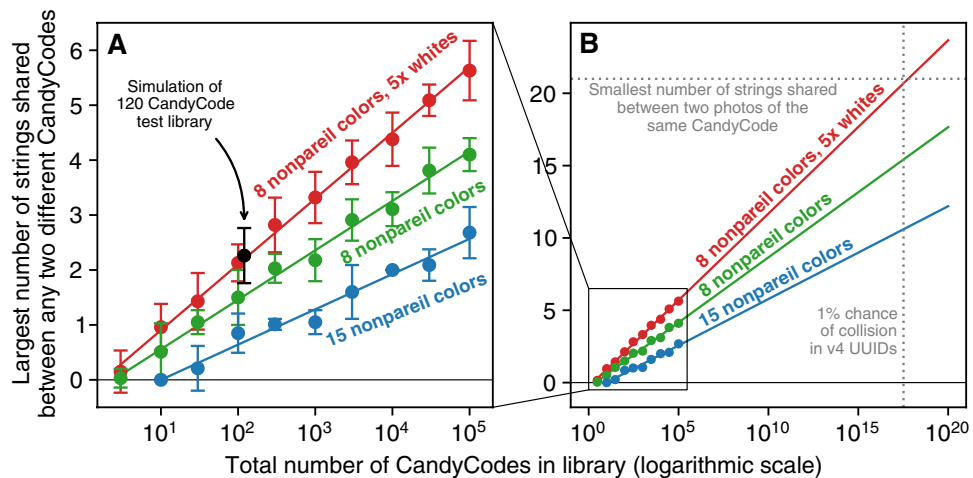 Largest number of strings shared
between any two different CandyCodes
A
6
5
4
3
2
1
0
Simulation of
120 CandyCode
test library
8 nonpareil colors, 5x whites
8 nonpareil colors
15 nonpareil colors
10^1
10^2
10^3
10^4
10^5
B
20
15
10
5
0
Smallest number of strings shared
between two photos of the
same CandyCode
8 nonpareil colors, 5x whites
8 nonpareil colors
15 nonpareil colors
1% chance
of collision
in v4 UUIDs
10^0
10^5
10^10
10^15
10^20
Total number of CandyCodes in library (logarithmic scale)